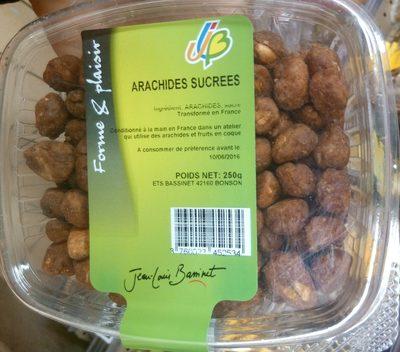 JLB
Forme & plaisir
ARACHIDES SUCREES
Ingrédient: ARACHIDES, sucre
Transformé en France
Conditionné à la main en France dans un atelier
qui utilise des arachides et fruits en coque
A consommer de préférence avant le:
10/06/2016
POIDS NET: 250g
ETS BASSINET 42160 BONSON
Jean-Louis Bassinet